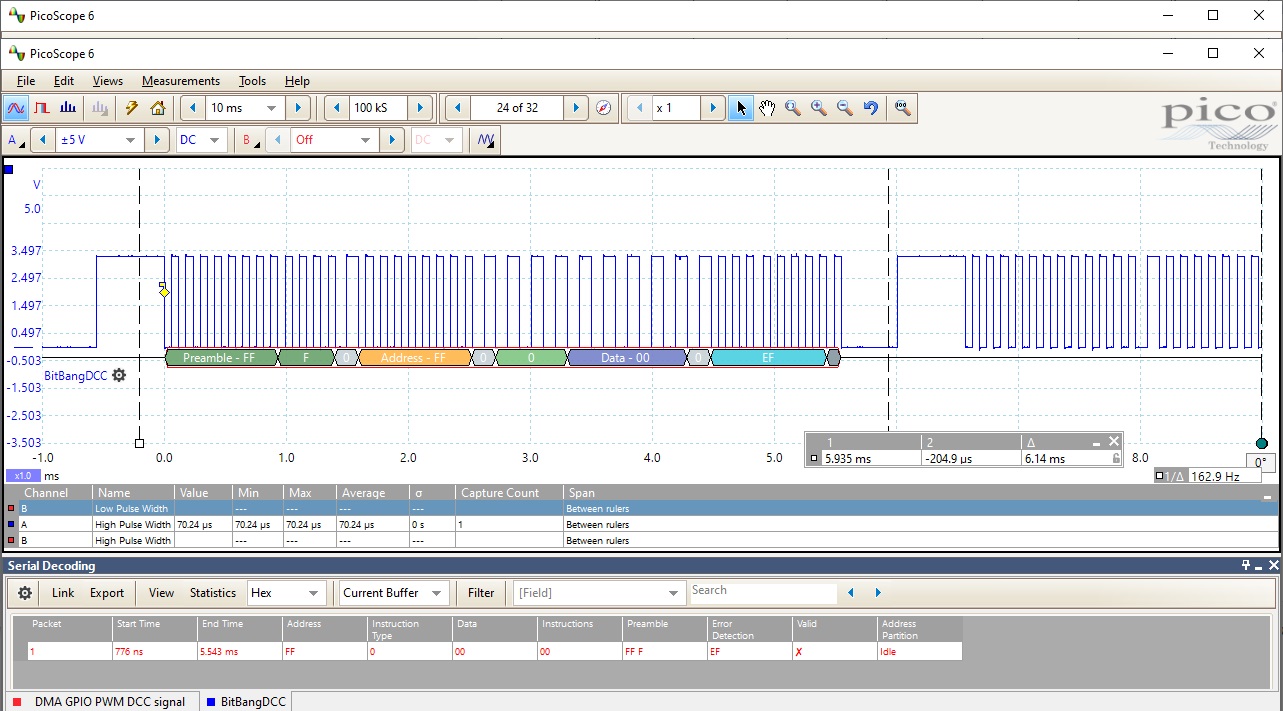 PicoScope 6
PicoScope 6
File Edit Views Measurements Tools Help
10 ms 100 kS 24 of 32 x 1
A ±5 V DC B Off DC
pico
Technology
V
5.0
3.497
2.497
1.497
0.497
-0.503
Preamble - FF F 0 Address - FF 0 0 Data - 00 0 EF
BitBangDCC
-1.503
-2.503
-3.503
1 2 Δ
5.935 ms -204.9 µs 6.14 ms
-1.0 0.0 1.0 2.0 3.0 4.0 5.0 8.0 0°
x1.0 ms
1/Δ 162.9 Hz
Channel Name Value Min Max Average σ Capture Count Span
B Low Pulse Width --- --- --- --- Between rulers
A High Pulse Width 70.24 µs 70.24 µs 70.24 µs 70.24 µs 0 s 1 Between rulers
B High Pulse Width --- --- --- --- Between rulers
Serial Decoding
Link Export View Statistics Hex Current Buffer Filter [Field] Search
Packet Start Time End Time Address Instruction Type Data Instructions Preamble Error Detection Valid Address Partition
1 776 ns 5.543 ms FF 0 00 00 FF F EF X Idle
DMA GPIO PWM DCC signal BitBangDCC